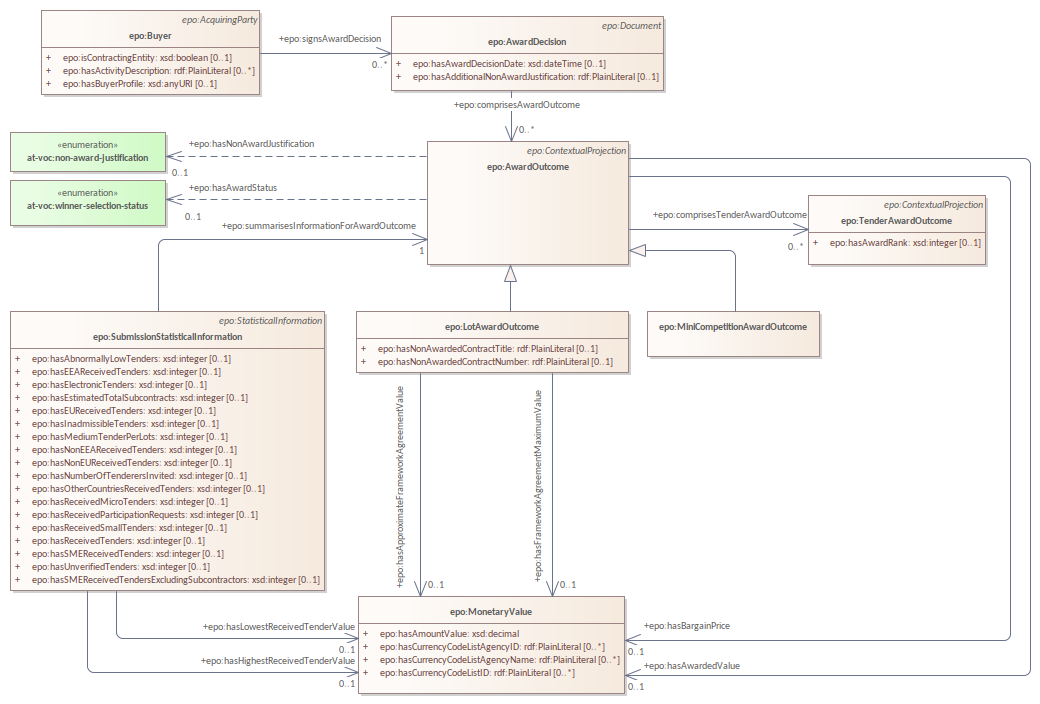 epo:AcquiringParty
epo:Buyer
+ epo:isContractingEntity: xsd:boolean [0..1]
+ epo:hasActivityDescription: rdf:PlainLiteral [0..*]
+ epo:hasBuyerProfile: xsd:anyURI [0..1]
+epo:signsAwardDecision
0..*
epo:Document
epo:AwardDecision
+ epo:hasAwardDecisionDate: xsd:dateTime [0..1]
+ epo:hasAdditionalNonAwardJustification: rdf:PlainLiteral [0..1]
+epo:comprisesAwardOutcome
0..*
«enumeration»
at-voc:non-award-justification
+epo:hasNonAwardJustification
0..1
«enumeration»
at-voc:winner-selection-status
+epo:hasAwardStatus
0..1
+epo:summarisesInformationForAwardOutcome
1
epo:ContextualProjection
epo:AwardOutcome
+epo:comprisesTenderAwardOutcome
0..*
epo:ContextualProjection
epo:TenderAwardOutcome
+ epo:hasAwardRank: xsd:integer [0..1]
epo:StatisticalInformation
epo:SubmissionStatisticalInformation
+ epo:hasAbnormallyLowTenders: xsd:integer [0..1]
+ epo:hasEEAReceivedTenders: xsd:integer [0..1]
+ epo:hasElectronicTenders: xsd:integer [0..1]
+ epo:hasEstimatedTotalSubcontracts: xsd:integer [0..1]
+ epo:hasEUReceivedTenders: xsd:integer [0..1]
+ epo:hasInadmissibleTenders: xsd:integer [0..1]
+ epo:hasMediumTenderPerLots: xsd:integer [0..1]
+ epo:hasNonEEAReceivedTenders: xsd:integer [0..1]
+ epo:hasNonEUReceivedTenders: xsd:integer [0..1]
+ epo:hasNumberOfTenderersInvited: xsd:integer [0..1]
+ epo:hasOtherCountriesReceivedTenders: xsd:integer [0..1]
+ epo:hasReceivedMicroTenders: xsd:integer [0..1]
+ epo:hasReceivedParticipationRequests: xsd:integer [0..1]
+ epo:hasReceivedSmallTenders: xsd:integer [0..1]
+ epo:hasReceivedTenders: xsd:integer [0..1]
+ epo:hasSMEReceivedTenders: xsd:integer [0..1]
+ epo:hasUnverifiedTenders: xsd:integer [0..1]
+ epo:hasSMEReceivedTendersExcludingSubcontractors: xsd:integer [0..1]
epo:LotAwardOutcome
+ epo:hasNonAwardedContractTitle: rdf:PlainLiteral [0..1]
+ epo:hasNonAwardedContractNumber: rdf:PlainLiteral [0..1]
epo:MiniCompetitionAwardOutcome
+epo:hasApproximateFrameworkAgreementValue
0..1
+epo:hasFrameworkAgreementMaximumValue
0..1
+epo:hasLowestReceivedTenderValue
0..1
+epo:hasHighestReceivedTenderValue
0..1
epo:MonetaryValue
+ epo:hasAmountValue: xsd:decimal
+ epo:hasCurrencyCodeListAgencyID: rdf:PlainLiteral [0..*]
+ epo:hasCurrencyCodeListAgencyName: rdf:PlainLiteral [0..*]
+ epo:hasCurrencyCodeListID: rdf:PlainLiteral [0..*]
+epo:hasBargainPrice
0..1
+epo:hasAwardedValue
0..1